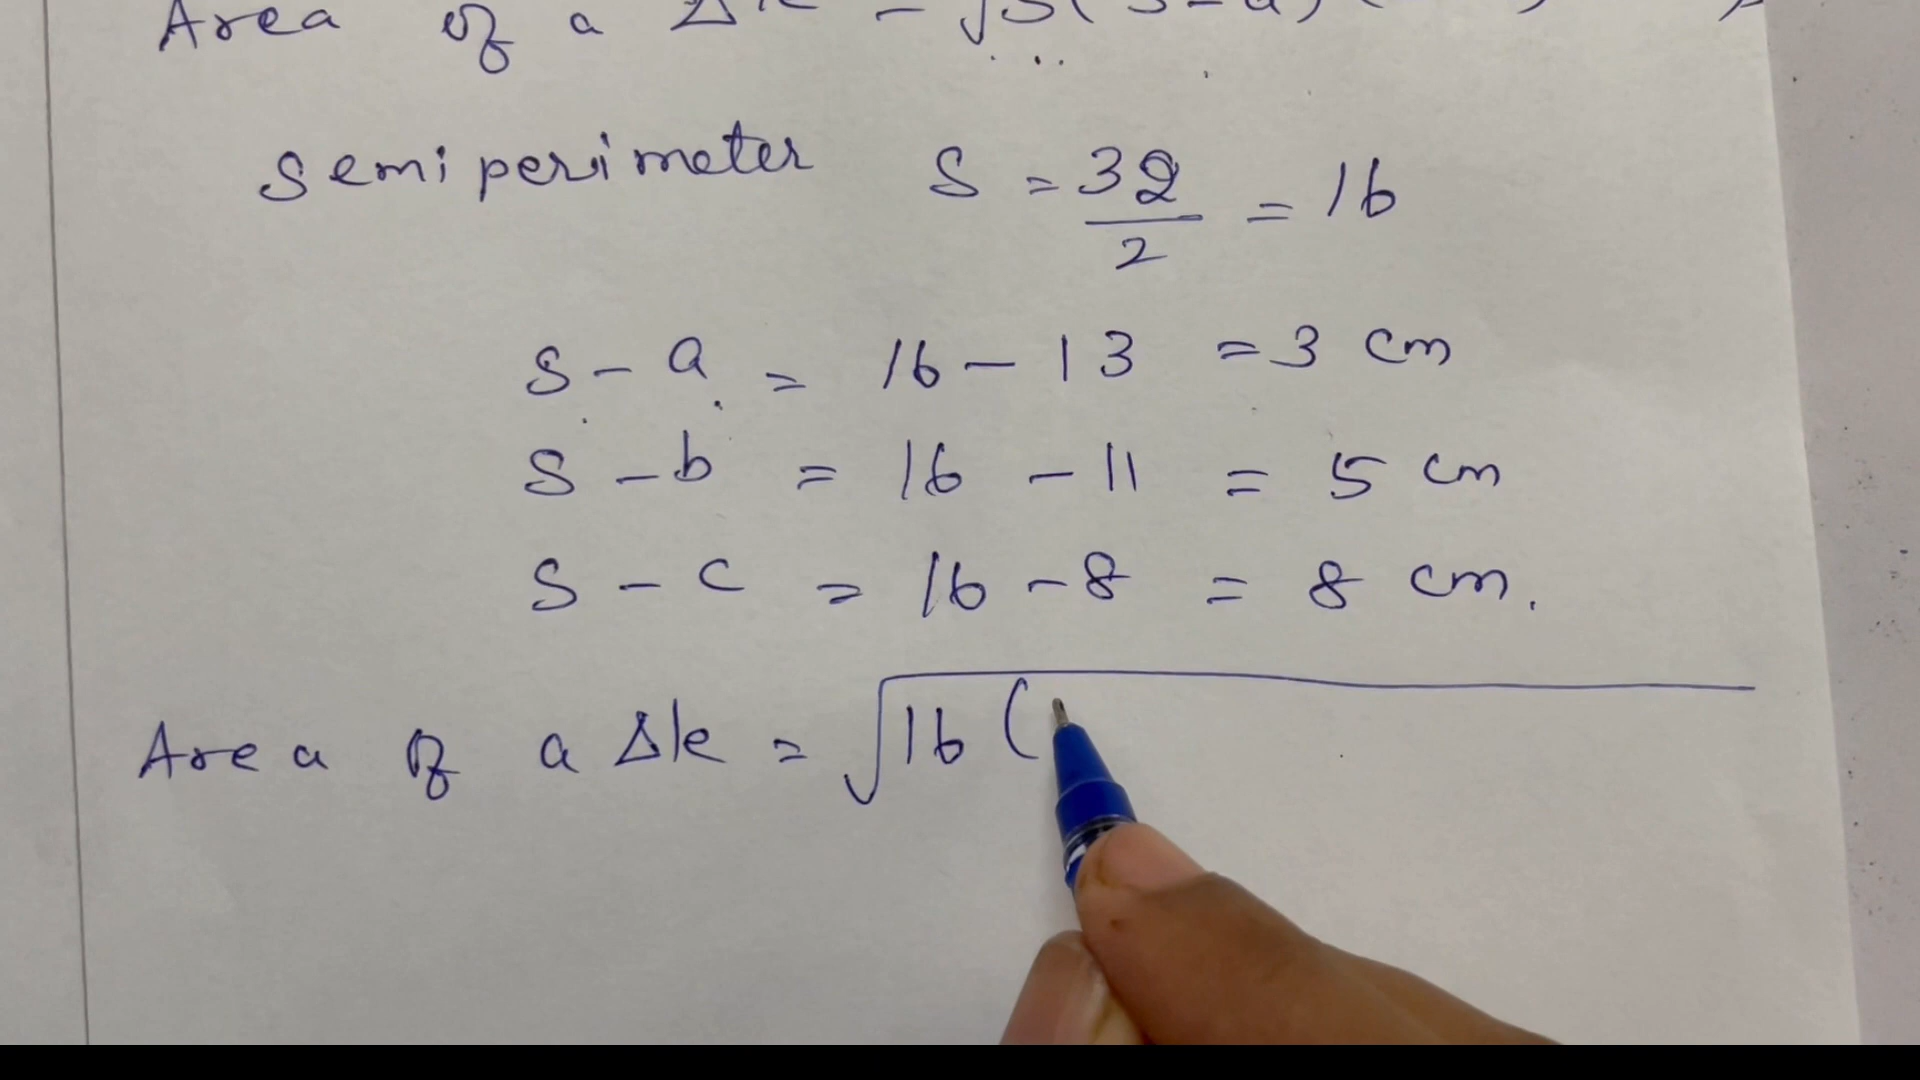 Area of a Δle = √S(S-a)(
Semiperimeter S = 32/2 = 16
S - a = 16 - 13 = 3 cm
S - b = 16 - 11 = 5 cm
S - c = 16 - 8 = 8 cm.
Area of a Δle = √16 (